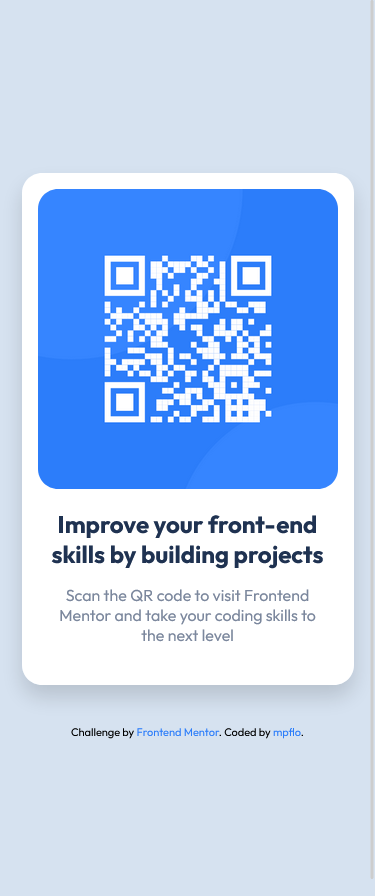 Improve your front-end
skills by building projects
Scan the QR code to visit Frontend
Mentor and take your coding skills to
the next level
Challenge by Frontend Mentor. Coded by mpflo.